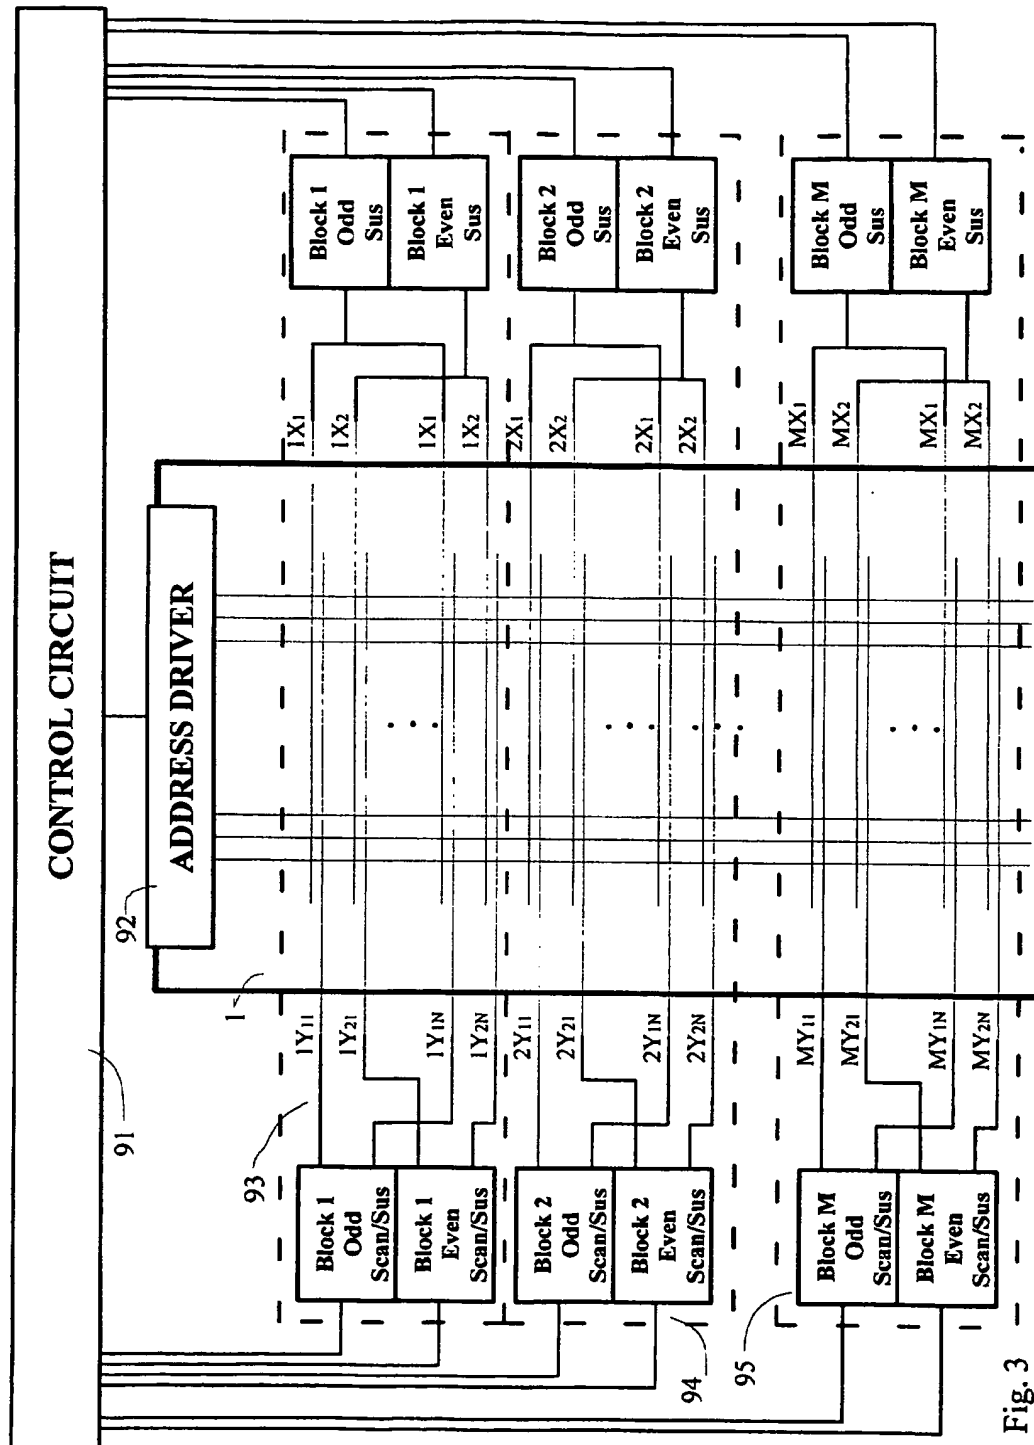 CONTROL CIRCUIT
91
ADDRESS DRIVER
92
1
93
94
95
Block 1
Odd
Scan/Sus
Block 1
Even
Scan/Sus
Block 2
Odd
Scan/Sus
Block 2
Even
Scan/Sus
Block M
Odd
Scan/Sus
Block M
Even
Scan/Sus
1Y11
1Y21
1Y1N
1Y2N
2Y11
2Y21
2Y1N
2Y2N
MY11
MY21
MY1N
MY2N
1X1
1X2
1X1
1X2
2X1
2X2
2X1
2X2
MX1
MX2
MX1
MX2
Block 1
Odd
Sus
Block 1
Even
Sus
Block 2
Odd
Sus
Block 2
Even
Sus
Block M
Odd
Sus
Block M
Even
Sus
Fig. 3